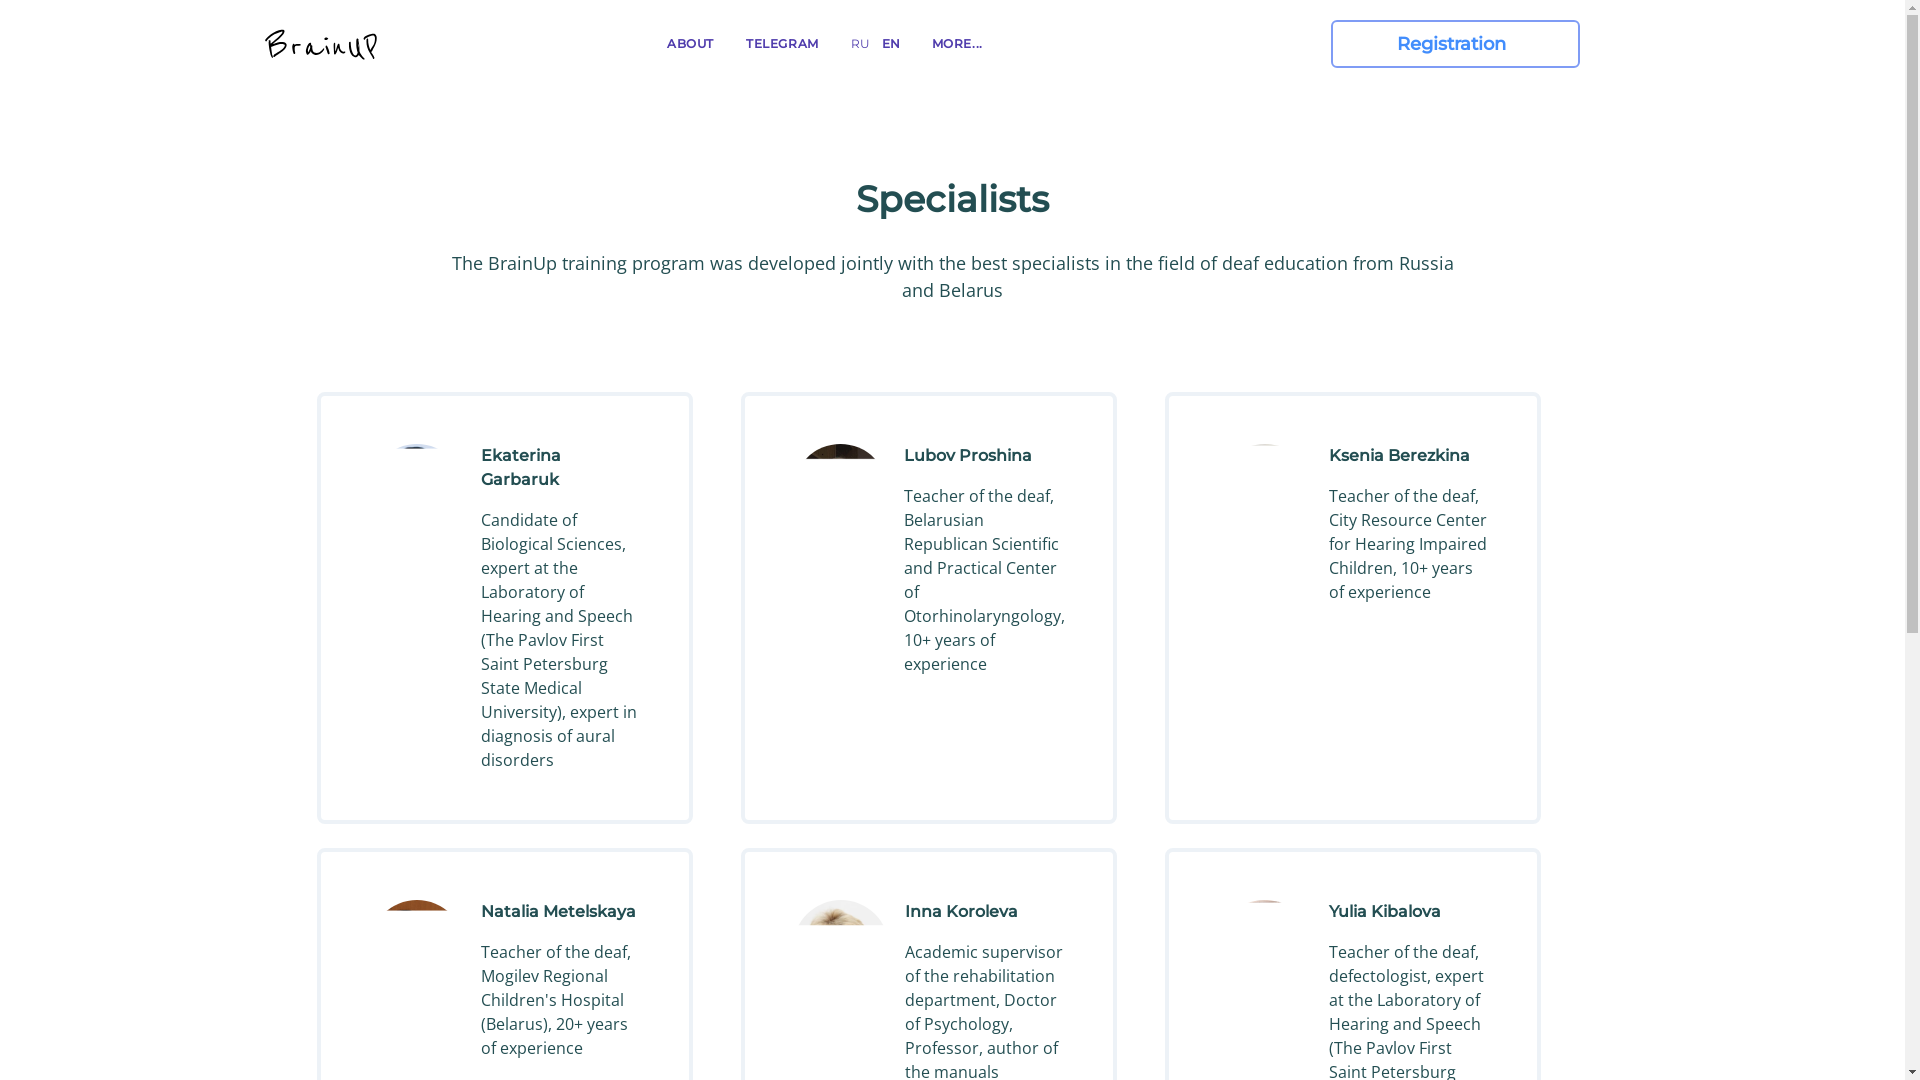 BrainUP
ABOUT
TELEGRAM
RU
EN
MORE...
Registration
Specialists
The BrainUp training program was developed jointly with the best specialists in the field of deaf education from Russia
and Belarus
Ekaterina
Garbaruk
Candidate of
Biological Sciences,
expert at the
Laboratory of
Hearing and Speech
(The Pavlov First
Saint Petersburg
State Medical
University), expert in
diagnosis of aural
disorders
Lubov Proshina
Teacher of the deaf,
Belarusian
Republican Scientific
and Practical Center
of
Otorhinolaryngology,
10+ years of
experience
Ksenia Berezkina
Teacher of the deaf,
City Resource Center
for Hearing Impaired
Children, 10+ years
of experience
Natalia Metelskaya
Teacher of the deaf,
Mogilev Regional
Children's Hospital
(Belarus), 20+ years
of experience
Inna Koroleva
Academic supervisor
of the rehabilitation
department, Doctor
of Psychology,
Professor, author of
the manuals
Yulia Kibalova
Teacher of the deaf,
defectologist, expert
at the Laboratory of
Hearing and Speech
(The Pavlov First
Saint Petersburg